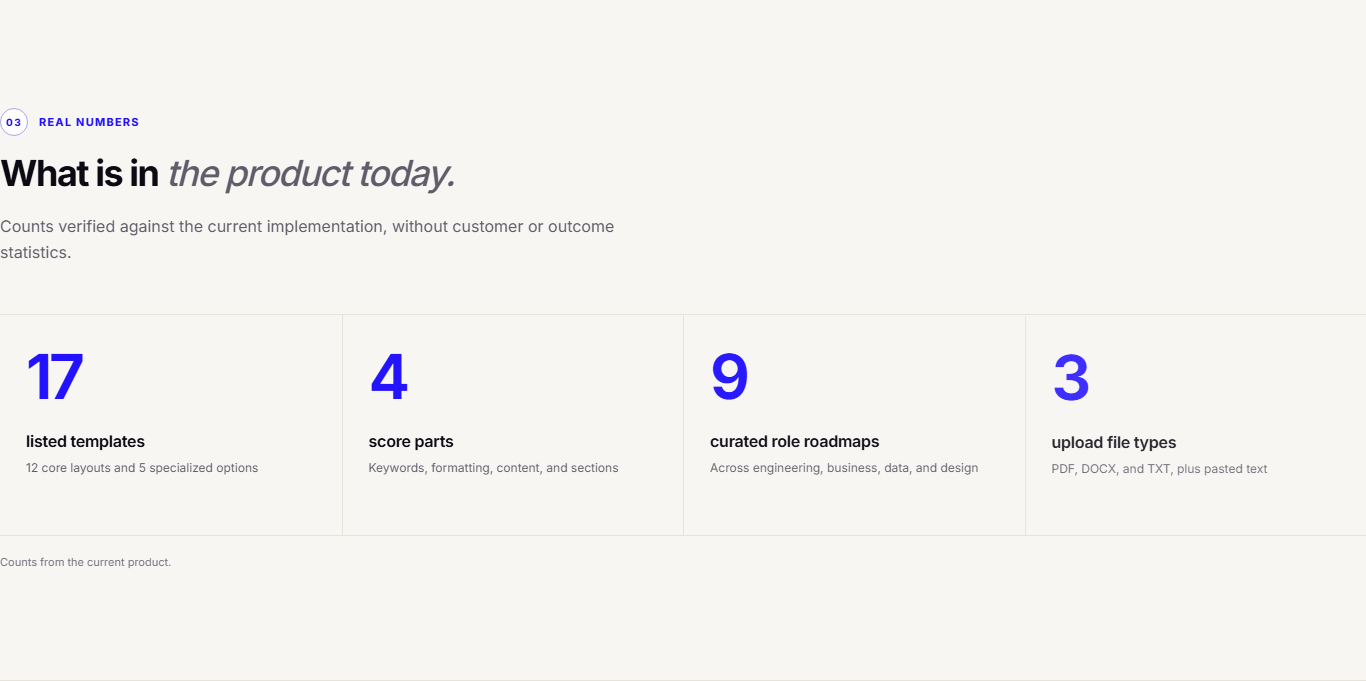 03 REAL NUMBERS
What is in the product today.
Counts verified against the current implementation, without customer or outcome
statistics.
17
listed templates
12 core layouts and 5 specialized options
4
score parts
Keywords, formatting, content, and sections
9
curated role roadmaps
Across engineering, business, data, and design
3
upload file types
PDF, DOCX, and TXT, plus pasted text
Counts from the current product.